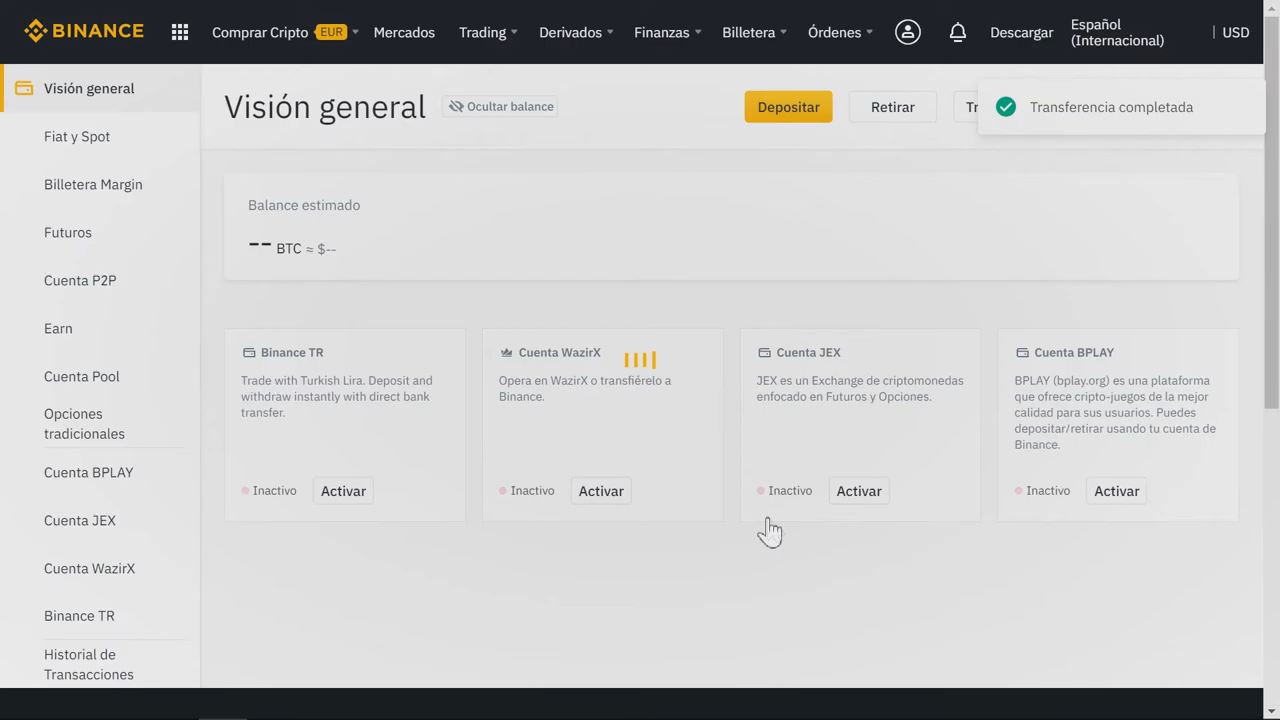 BINANCE
Comprar Cripto EUR
Mercados
Trading
Derivados
Finanzas
Billetera
Órdenes
Descargar
Español
(Internacional)
USD
Visión general
Fiat y Spot
Billetera Margin
Futuros
Cuenta P2P
Earn
Cuenta Pool
Opciones
tradicionales
Cuenta BPLAY
Cuenta JEX
Cuenta WazirX
Binance TR
Historial de
Transacciones
Visión general
Ocultar balance
Depositar
Retirar
Tr
Transferencia completada
Balance estimado
-- BTC ≈ $--
Binance TR
Trade with Turkish Lira. Deposit and
withdraw instantly with direct bank
transfer.
Inactivo
Activar
Cuenta WazirX
Opera en WazirX o transfiérelo a
Binance.
Inactivo
Activar
Cuenta JEX
JEX es un Exchange de criptomonedas
enfocado en Futuros y Opciones.
Inactivo
Activar
Cuenta BPLAY
BPLAY (bplay.org) es una plataforma
que ofrece cripto-juegos de la mejor
calidad para sus usuarios. Puedes
depositar/retirar usando tu cuenta de
Binance.
Inactivo
Activar